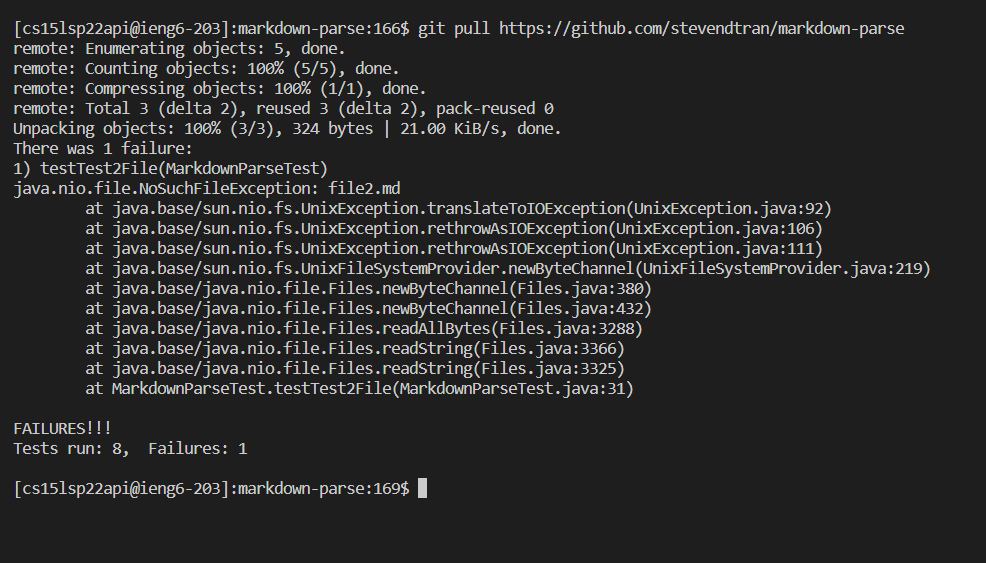 [cs15lsp22api@ieng6-203]:markdown-parse:166$ git pull https://github.com/stevendtran/markdown-parse
remote: Enumerating objects: 5, done.
remote: Counting objects: 100% (5/5), done.
remote: Compressing objects: 100% (1/1), done.
remote: Total 3 (delta 2), reused 3 (delta 2), pack-reused 0
Unpacking objects: 100% (3/3), 324 bytes | 21.00 KiB/s, done.
There was 1 failure:
1) testTest2File(MarkdownParseTest)
java.nio.file.NoSuchFileException: file2.md
        at java.base/sun.nio.fs.UnixException.translateToIOException(UnixException.java:92)
        at java.base/sun.nio.fs.UnixException.rethrowAsIOException(UnixException.java:106)
        at java.base/sun.nio.fs.UnixException.rethrowAsIOException(UnixException.java:111)
        at java.base/sun.nio.fs.UnixFileSystemProvider.newByteChannel(UnixFileSystemProvider.java:219)
        at java.base/java.nio.file.Files.newByteChannel(Files.java:380)
        at java.base/java.nio.file.Files.newByteChannel(Files.java:432)
        at java.base/java.nio.file.Files.readAllBytes(Files.java:3288)
        at java.base/java.nio.file.Files.readString(Files.java:3366)
        at java.base/java.nio.file.Files.readString(Files.java:3325)
        at MarkdownParseTest.testTest2File(MarkdownParseTest.java:31)
FAILURES!!!
Tests run: 8,  Failures: 1
[cs15lsp22api@ieng6-203]:markdown-parse:169$